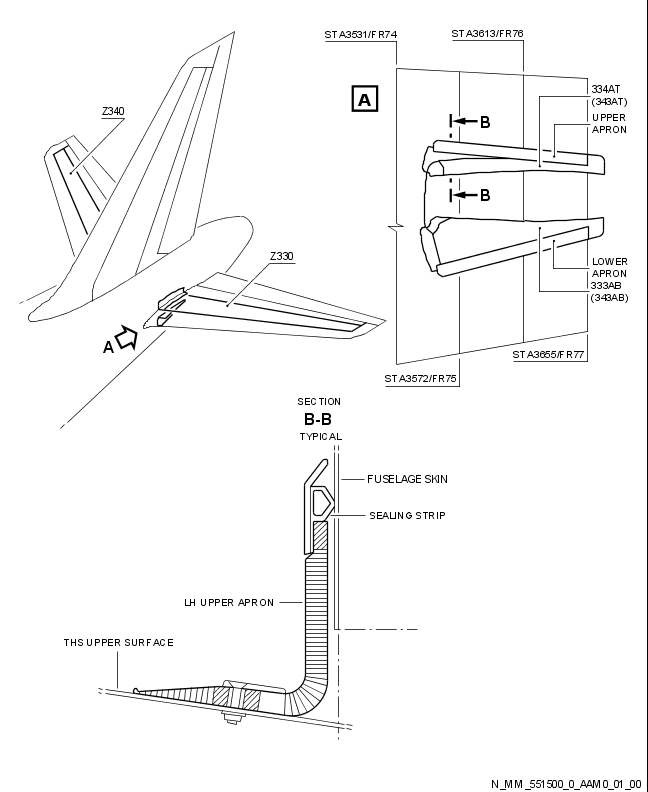 STA3531/FR74
STA3613/FR76
A
334AT
(343AT)
UPPER
APRON
B
B
Z340
Z330
A
LOWER
APRON
333AB
(343AB)
STA3655/FR77
STA3572/FR75
SECTION
B-B
TYPICAL
FUSELAGE SKIN
SEALING STRIP
LH UPPER APRON
THS UPPER SURFACE
N_MM_551500_0_AAM0_01_00